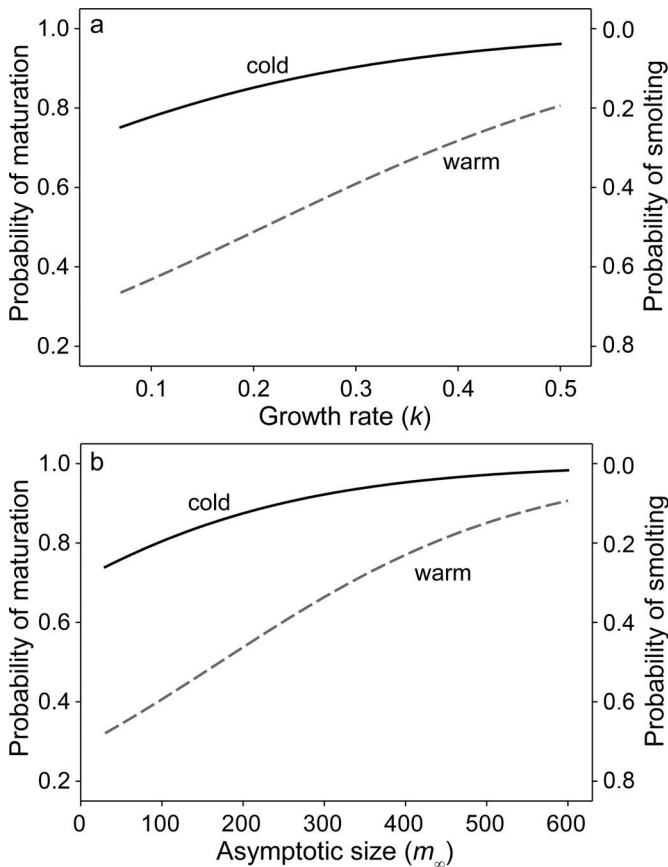 a
1.0
0.8
0.6
0.4
0.2
Probability of maturation
cold
warm
0.0
0.2
0.4
0.6
0.8
Probability of smolting
0.1 0.2 0.3 0.4 0.5
Growth rate (k)
b
1.0
0.8
0.6
0.4
0.2
Probability of maturation
cold
warm
0.0
0.2
0.4
0.6
0.8
Probability of smolting
0 100 200 300 400 500 600
Asymptotic size (m∞)